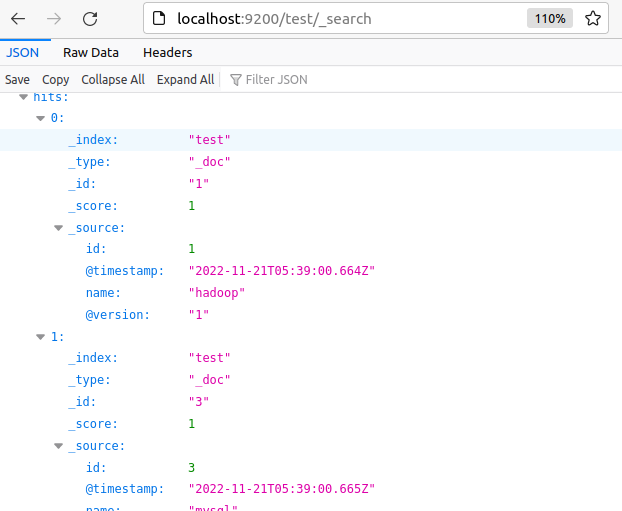 localhost:9200/test/_search 110%
JSON Raw Data Headers
Save Copy Collapse All Expand All Filter JSON
hits:
0:
_index: "test"
_type: "_doc"
_id: "1"
_score: 1
_source:
id: 1
@timestamp: "2022-11-21T05:39:00.664Z"
name: "hadoop"
@version: "1"
1:
_index: "test"
_type: "_doc"
_id: "3"
_score: 1
_source:
id: 3
@timestamp: "2022-11-21T05:39:00.665Z"
name: "mysql"